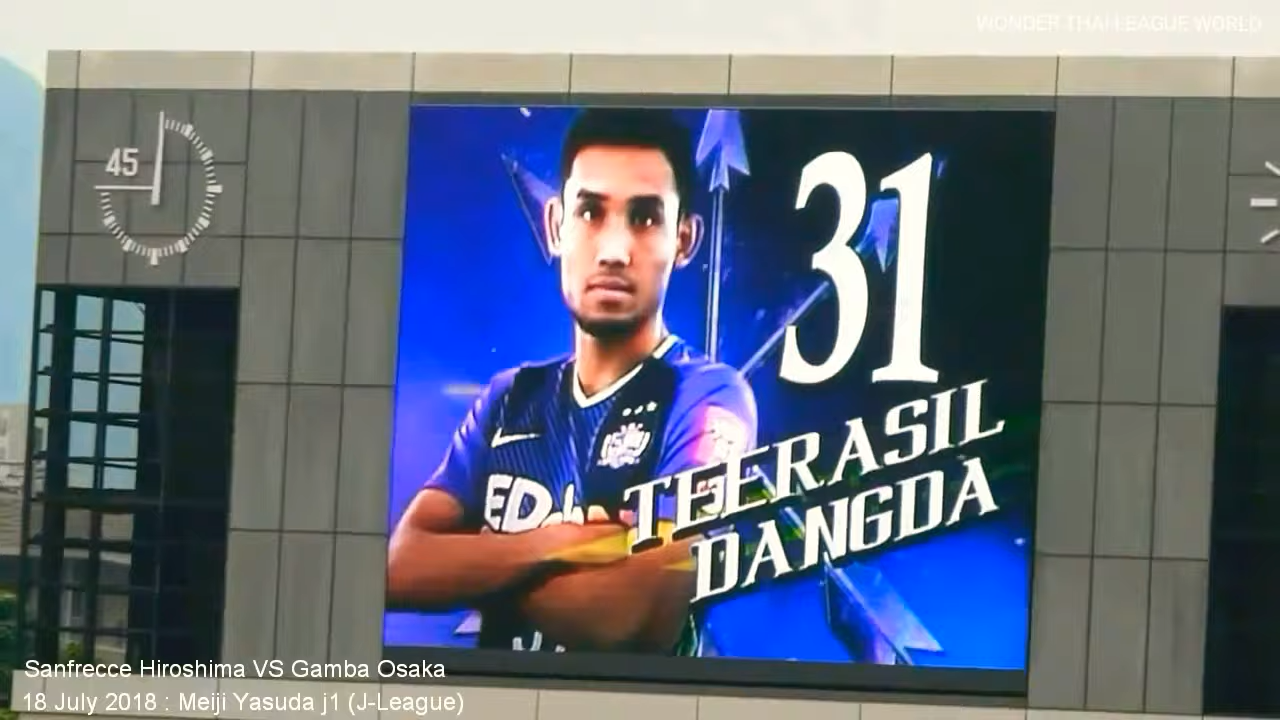 WONDER THAI LEAGUE WORLD
45
31
TEERASIL
DANGDA
Sanfrecce Hiroshima VS Gamba Osaka
18 July 2018 : Meiji Yasuda j1 (J-League)